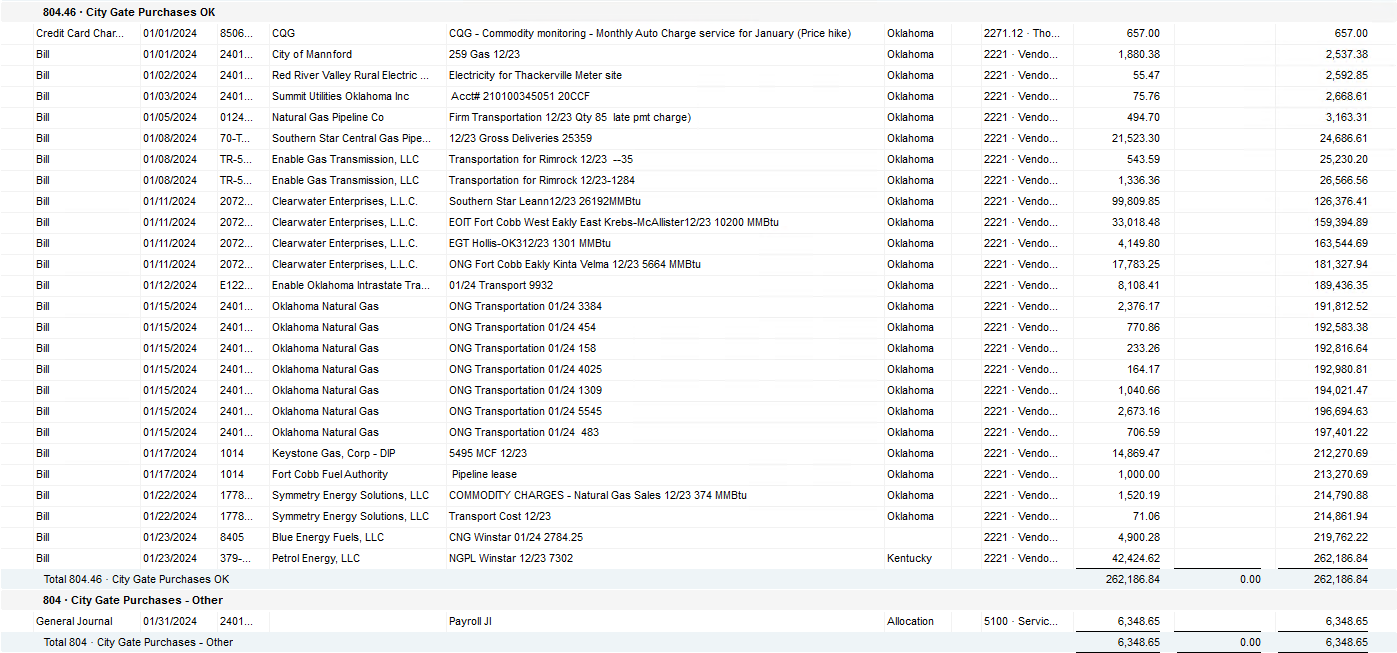 804.46 · City Gate Purchases OK
Credit Card Char... 01/01/2024 8506... CQG CQG - Commodity monitoring - Monthly Auto Charge service for January (Price hike) Oklahoma 2271.12 · Tho... 657.00 657.00
Bill 01/01/2024 2401... City of Mannford 259 Gas 12/23 Oklahoma 2221 · Vendo... 1,880.38 2,537.38
Bill 01/02/2024 2401... Red River Valley Rural Electric ... Electricity for Thackerville Meter site Oklahoma 2221 · Vendo... 55.47 2,592.85
Bill 01/03/2024 2401... Summit Utilities Oklahoma Inc Acct# 210100345051 20CCF Oklahoma 2221 · Vendo... 75.76 2,668.61
Bill 01/05/2024 0124... Natural Gas Pipeline Co Firm Transportation 12/23 Qty 85 late pmt charge) Oklahoma 2221 · Vendo... 494.70 3,163.31
Bill 01/08/2024 70-T... Southern Star Central Gas Pipe... 12/23 Gross Deliveries 25359 Oklahoma 2221 · Vendo... 21,523.30 24,686.61
Bill 01/08/2024 TR-5... Enable Gas Transmission, LLC Transportation for Rimrock 12/23 --35 Oklahoma 2221 · Vendo... 543.59 25,230.20
Bill 01/08/2024 TR-5... Enable Gas Transmission, LLC Transportation for Rimrock 12/23-1284 Oklahoma 2221 · Vendo... 1,336.36 26,566.56
Bill 01/11/2024 2072... Clearwater Enterprises, L.L.C. Southern Star Leann12/23 26192MMBtu Oklahoma 2221 · Vendo... 99,809.85 126,376.41
Bill 01/11/2024 2072... Clearwater Enterprises, L.L.C. EOIT Fort Cobb West Eakly East Krebs-McAllister12/23 10200 MMBtu Oklahoma 2221 · Vendo... 33,018.48 159,394.89
Bill 01/11/2024 2072... Clearwater Enterprises, L.L.C. EGT Hollis-OK312/23 1301 MMBtu Oklahoma 2221 · Vendo... 4,149.80 163,544.69
Bill 01/11/2024 2072... Clearwater Enterprises, L.L.C. ONG Fort Cobb Eakly Kinta Velma 12/23 5664 MMBtu Oklahoma 2221 · Vendo... 17,783.25 181,327.94
Bill 01/12/2024 E122... Enable Oklahoma Intrastate Tra... 01/24 Transport 9932 Oklahoma 2221 · Vendo... 8,108.41 189,436.35
Bill 01/15/2024 2401... Oklahoma Natural Gas ONG Transportation 01/24 3384 Oklahoma 2221 · Vendo... 2,376.17 191,812.52
Bill 01/15/2024 2401... Oklahoma Natural Gas ONG Transportation 01/24 454 Oklahoma 2221 · Vendo... 770.86 192,583.38
Bill 01/15/2024 2401... Oklahoma Natural Gas ONG Transportation 01/24 158 Oklahoma 2221 · Vendo... 233.26 192,816.64
Bill 01/15/2024 2401... Oklahoma Natural Gas ONG Transportation 01/24 4025 Oklahoma 2221 · Vendo... 164.17 192,980.81
Bill 01/15/2024 2401... Oklahoma Natural Gas ONG Transportation 01/24 1309 Oklahoma 2221 · Vendo... 1,040.66 194,021.47
Bill 01/15/2024 2401... Oklahoma Natural Gas ONG Transportation 01/24 5545 Oklahoma 2221 · Vendo... 2,673.16 196,694.63
Bill 01/15/2024 2401... Oklahoma Natural Gas ONG Transportation 01/24 483 Oklahoma 2221 · Vendo... 706.59 197,401.22
Bill 01/17/2024 1014 Keystone Gas, Corp - DIP 5495 MCF 12/23 Oklahoma 2221 · Vendo... 14,869.47 212,270.69
Bill 01/17/2024 1014 Fort Cobb Fuel Authority Pipeline lease Oklahoma 2221 · Vendo... 1,000.00 213,270.69
Bill 01/22/2024 1778... Symmetry Energy Solutions, LLC COMMODITY CHARGES - Natural Gas Sales 12/23 374 MMBtu Oklahoma 2221 · Vendo... 1,520.19 214,790.88
Bill 01/22/2024 1778... Symmetry Energy Solutions, LLC Transport Cost 12/23 Oklahoma 2221 · Vendo... 71.06 214,861.94
Bill 01/23/2024 8405 Blue Energy Fuels, LLC CNG Winstar 01/24 2784.25 2221 · Vendo... 4,900.28 219,762.22
Bill 01/23/2024 379-... Petrol Energy, LLC NGPL Winstar 12/23 7302 Kentucky 2221 · Vendo... 42,424.62 262,186.84
Total 804.46 · City Gate Purchases OK 262,186.84 0.00 262,186.84
804 · City Gate Purchases - Other
General Journal 01/31/2024 2401... Payroll JI Allocation 5100 · Servic... 6,348.65 6,348.65
Total 804 · City Gate Purchases - Other 6,348.65 0.00 6,348.65